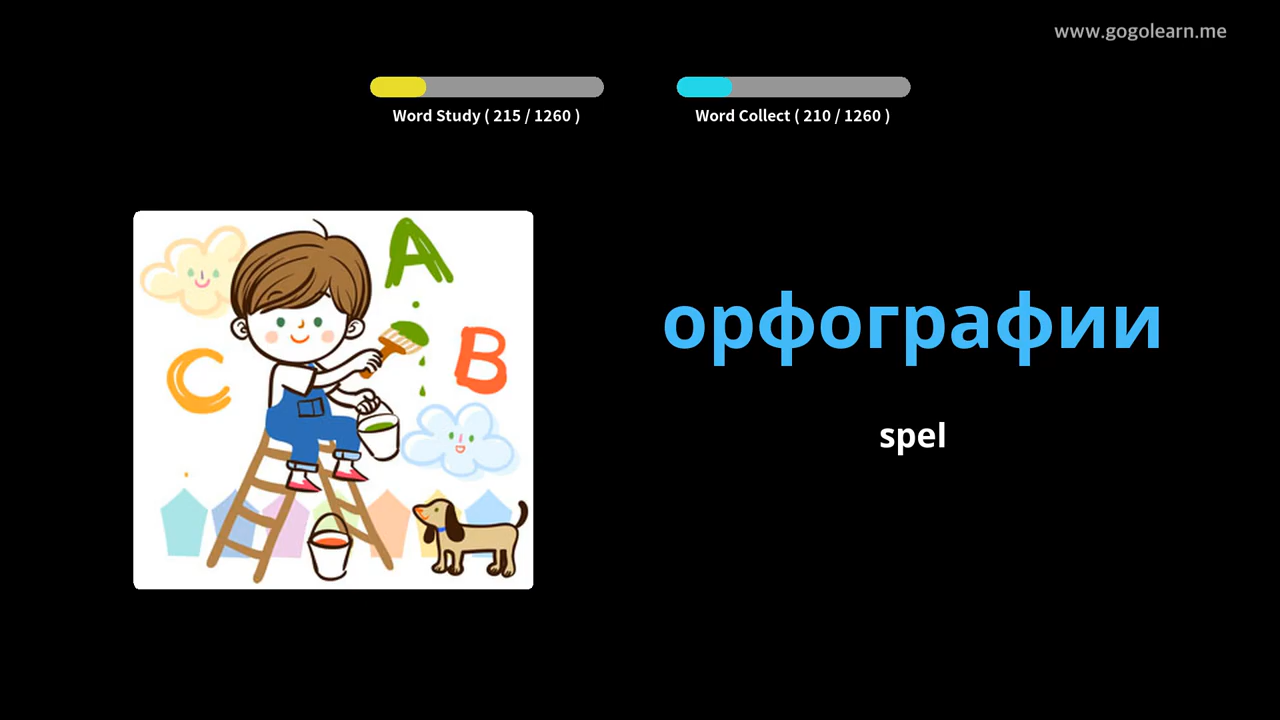 www.gogolearn.me
Word Study ( 215 / 1260 )
Word Collect ( 210 / 1260 )
A
B
C
орфографии
spel